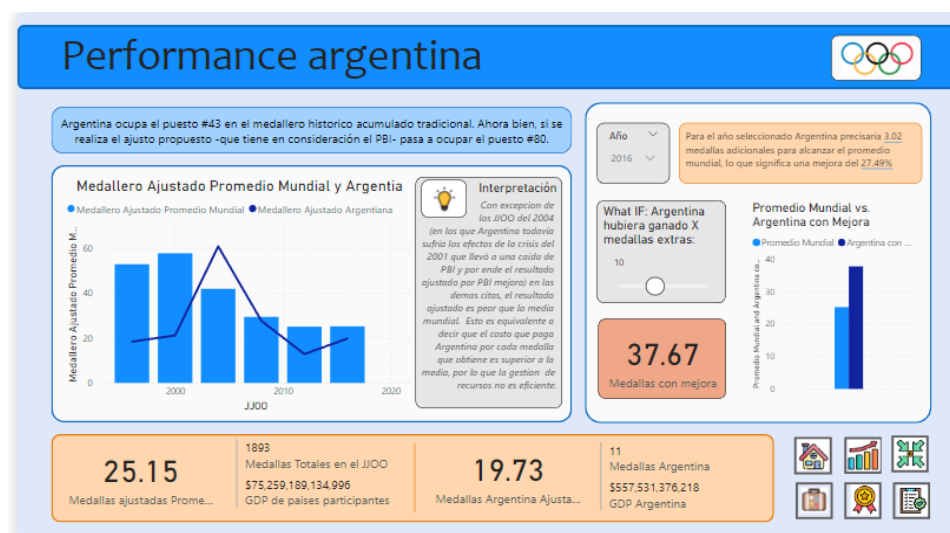 Performance argentina
Argentina ocupa el puesto #43 en el medallero historico acumulado tradicional. Ahora bien, si se
realiza el ajusto propuesto -que tiene en consideración el PBI- pasa a ocupar el puesto #80.
Medallero Ajustado Promedio Mundial y Argentia
Medallero Ajustado Promedio Mundial Medallero Ajustado Argentiana
Medallero Ajustado Promedio M...
60
40
20
0
2000 2010 2020
JJOO
Interpretación
Con excepcion de
los JJOO del 2004
(en los que Argentina todavia
sufria los efectos de la crisis del
2001 que llevó a una caida de
PBI y por ende el resultado
ajustado por PBI mejora) en las
demas citas, el resultado
ajustado es peor que la media
mundial. Esto es equivalente a
decir que el costo que paga
Argentina por cada medalla
que obtiene es superior a la
media, por lo que la gestion de
recursos no es eficiente.
Año
2016
Para el año seleccionado Argentina precisaria 3.02
medallas adicionales para alcanzar el promedio
mundial, lo que significa una mejora del 27.49%
What IF: Argentina
hubiera ganado X
medallas extras:
10
37.67
Medallas con mejora
Promedio Mundial vs.
Argentina con Mejora
Promedio Mundial Argentina con ...
Promedio Mundial and Argentina co...
40
30
20
10
0
25.15
Medallas ajustadas Prome...
1893
Medallas Totales en el JJOO
$75,259,189,134,996
GDP de paises participantes
19.73
Medallas Argentina Ajusta...
11
Medallas Argentina
$557,531,376,218
GDP Argentina